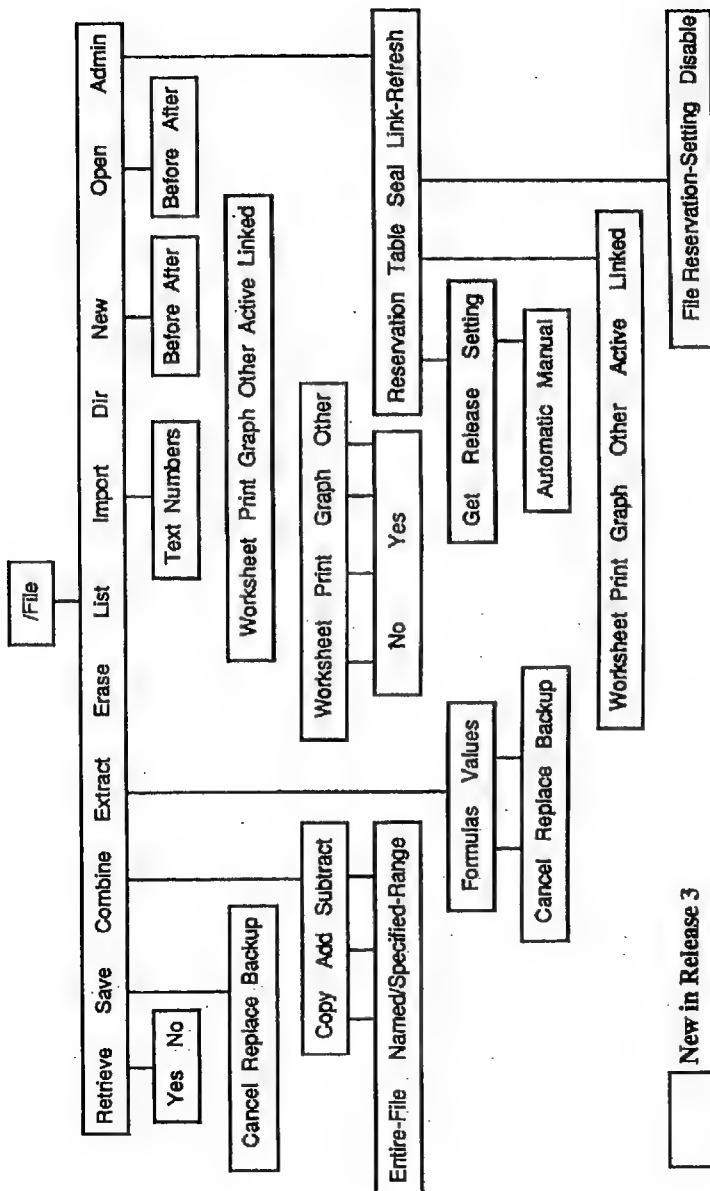 /File
Retrieve Save Combine Extract Erase List Import Dir New Open Admin
Yes No
Text Numbers
Before After
Before After
Cancel Replace Backup
Worksheet Print Graph Other Active Linked
Copy Add Subtract
Worksheet Print Graph Other
Entire-File Named/Specified-Range
No Yes
Reservation Table Seal Link-Refresh
Formulas Values
Get Release Setting
Cancel Replace Backup
Automatic Manual
Worksheet Print Graph Other Active Linked
New in Release 3
File Reservation-Setting Disable